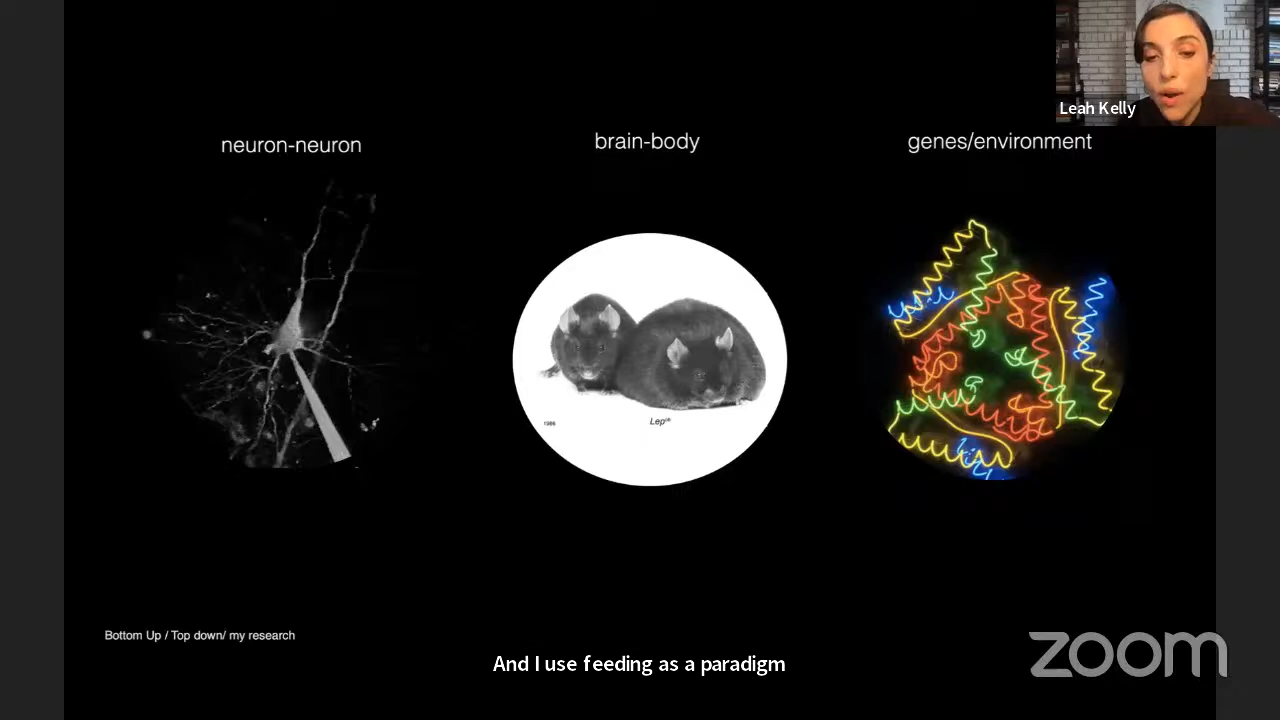 Leah Kelly
neuron-neuron
brain-body
genes/environment
1986
Lep
Bottom Up / Top down/ my research
And I use feeding as a paradigm
zoom